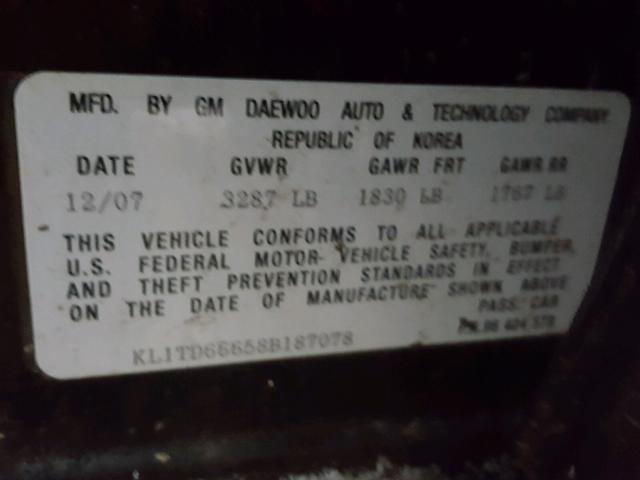 MFD. BY GM DAEWOO AUTO & TECHNOLOGY COMPANY
REPUBLIC OF KOREA
DATE GVWR GAWR FRT GAWR RR
12/07 3287 LB 1830 LB 1767 LB
THIS VEHICLE CONFORMS TO ALL APPLICABLE
U.S. FEDERAL MOTOR VEHICLE SAFETY, BUMPER,
AND THEFT PREVENTION STANDARDS IN EFFECT
ON THE DATE OF MANUFACTURE SHOWN ABOVE
PASS. CAR
KL1TD66658B187078